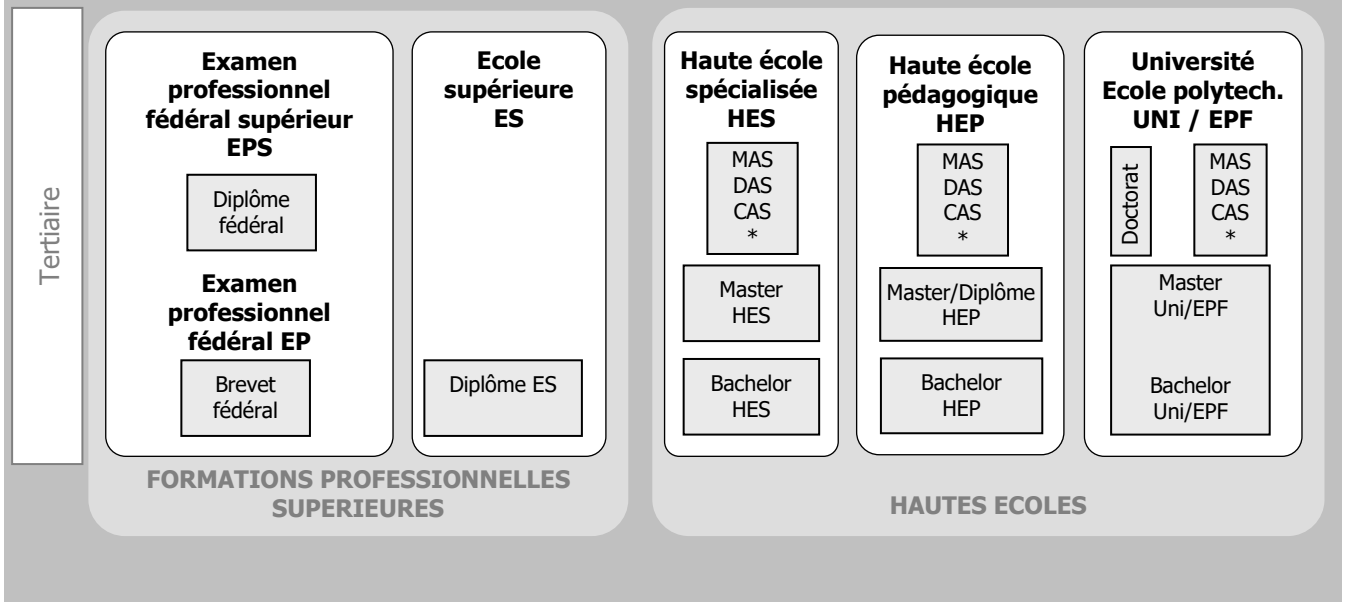 Tertiaire
Examen
professionnel
fédéral supérieur
EPS
Diplôme
fédéral
Examen
professionnel
fédéral EP
Brevet
fédéral
Ecole
supérieure
ES
Diplôme ES
FORMATIONS PROFESSIONNELLES
SUPERIEURES
Haute école
spécialisée
HES
MAS
DAS
CAS
*
Master
HES
Bachelor
HES
Haute école
pédagogique
HEP
MAS
DAS
CAS
*
Master/Diplôme
HEP
Bachelor
HEP
Université
Ecole polytech.
UNI / EPF
Doctorat
MAS
DAS
CAS
*
Master
Uni/EPF
Bachelor
Uni/EPF
HAUTES ECOLES